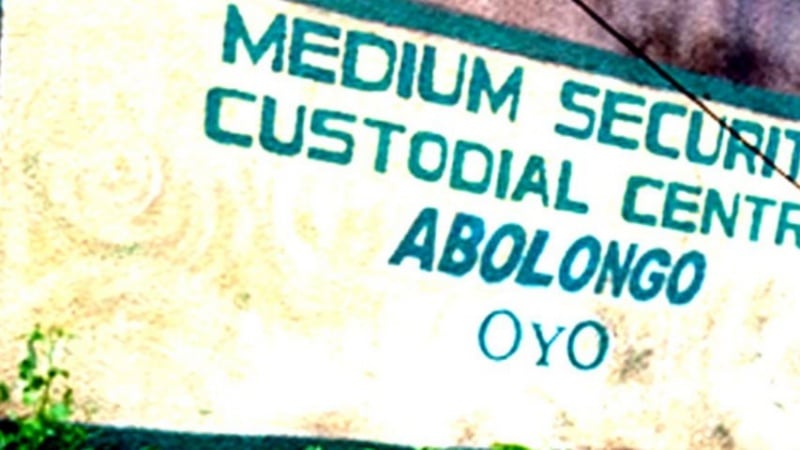 MEDIUM SECURIT
CUSTODIAL CENTR
ABOLONGO
OYO